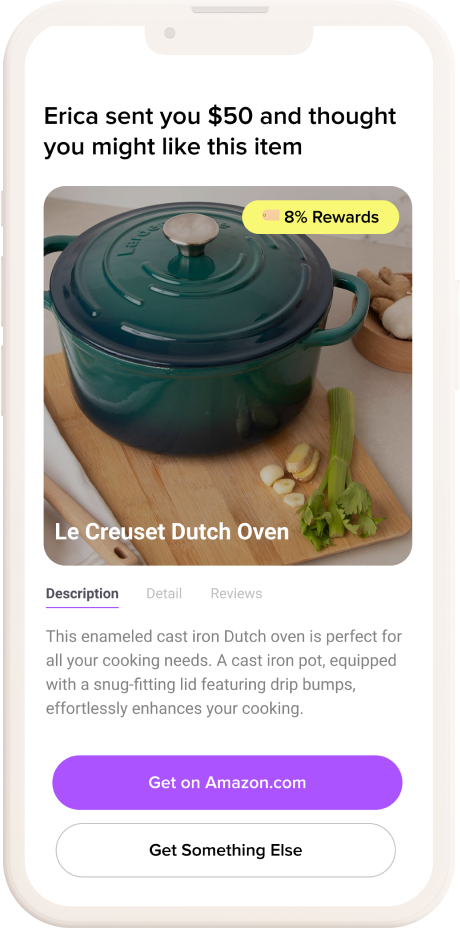 Erica sent you $50 and thought
you might like this item
8% Rewards
Le Creuset Dutch Oven
Description Detail Reviews
This enameled cast iron Dutch oven is perfect for
all your cooking needs. A cast iron pot, equipped
with a snug-fitting lid featuring drip bumps,
effortlessly enhances your cooking.
Get on Amazon.com
Get Something Else